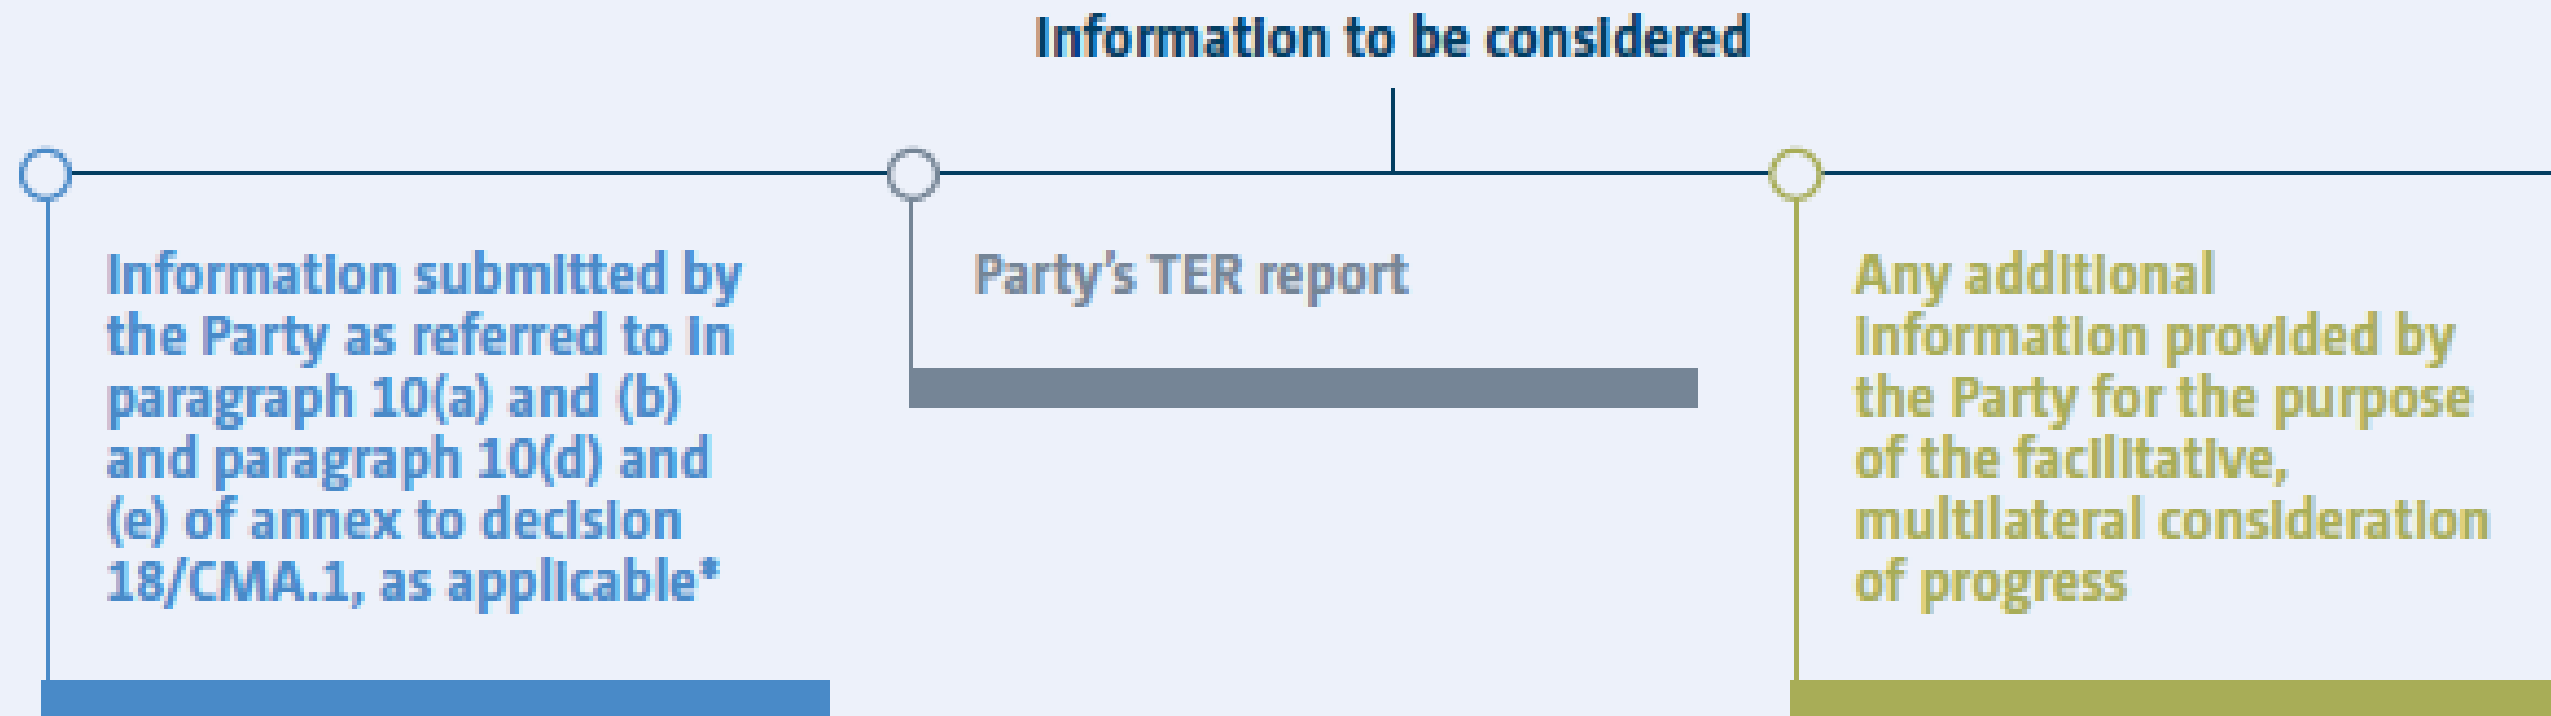 Information to be considered
Information submitted by
the Party as referred to in
paragraph 10(a) and (b)
and paragraph 10(d) and
(e) of annex to decision
18/CMA.1, as applicable*
Party’s TER report
Any additional
information provided by
the Party for the purpose
of the facilitative,
multilateral consideration
of progress